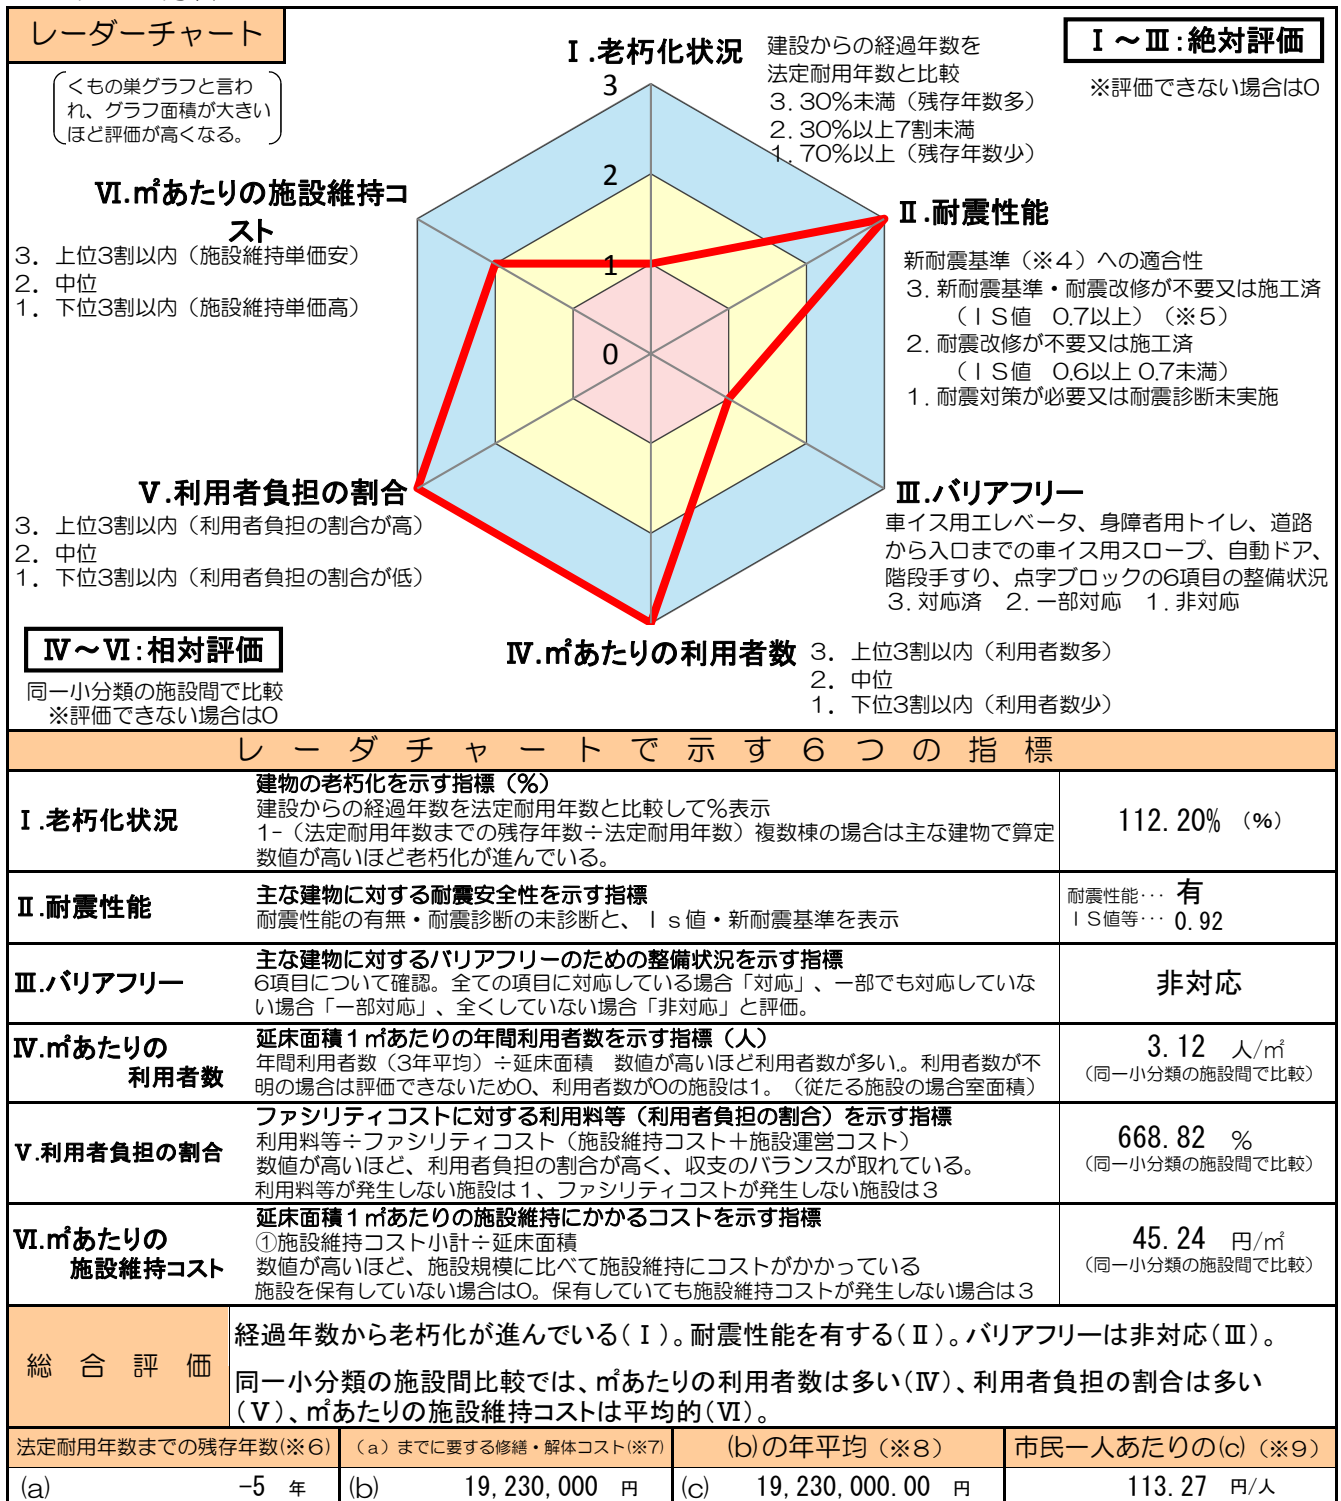 レーダーチャート
くもの巣グラフと言わ
れ、グラフ面積が大きい
ほど評価が高くなる。
Ⅰ.老朽化状況
建設からの経過年数を
法定耐用年数と比較
3.30%未満（残存年数多）
2.30%以上7割未満
1.70%以上（残存年数少）
Ⅰ～Ⅲ:絶対評価
※評価できない場合は0
3
2
1
0
Ⅵ.㎡あたりの施設維持コ
スト
3．上位3割以内（施設維持単価安）
2．中位
1．下位3割以内（施設維持単価高）
Ⅱ.耐震性能
新耐震基準（※4）への適合性
3.新耐震基準・耐震改修が不要又は施工済
（ＩＳ値　0.7以上）（※5）
2.耐震改修が不要又は施工済
（ＩＳ値　0.6以上 0.7未満）
1.耐震対策が必要又は耐震診断未実施
Ⅴ.利用者負担の割合
3．上位3割以内（利用者負担の割合が高）
2．中位
1．下位3割以内（利用者負担の割合が低）
Ⅲ.バリアフリー
車イス用エレベータ、身障者用トイレ、道路
から入口までの車イス用スロープ、自動ドア、
階段手すり、点字ブロックの6項目の整備状況
3.対応済　2.一部対応　1.非対応
Ⅳ～Ⅵ:相対評価
同一小分類の施設間で比較
※評価できない場合は0
Ⅳ.㎡あたりの利用者数
3．上位3割以内（利用者数多）
2．中位
1．下位3割以内（利用者数少）
レーダチャートで示す６つの指標
Ⅰ.老朽化状況
建物の老朽化を示す指標（%）
建設からの経過年数を法定耐用年数と比較して%表示
1-（法定耐用年数までの残存年数÷法定耐用年数）複数棟の場合は主な建物で算定
数値が高いほど老朽化が進んでいる。
112.20% （%）
Ⅱ.耐震性能
主な建物に対する耐震安全性を示す指標
耐震性能の有無・耐震診断の未診断と、Ｉｓ値・新耐震基準を表示
耐震性能･･･ 有
ＩＳ値等･･･ 0.92
Ⅲ.バリアフリー
主な建物に対するバリアフリーのための整備状況を示す指標
6項目について確認。全ての項目に対応している場合「対応」、一部でも対応していな
い場合「一部対応」、全くしていない場合「非対応」と評価。
非対応
Ⅳ.㎡あたりの
利用者数
延床面積１㎡あたりの年間利用者数を示す指標（人）
年間利用者数（3年平均）÷延床面積　数値が高いほど利用者数が多い。利用者数が不
明の場合は評価できないため0、利用者数が0の施設は1。（従たる施設の場合室面積）
3.12 人/㎡
（同一小分類の施設間で比較）
Ⅴ.利用者負担の割合
ファシリティコストに対する利用料等（利用者負担の割合）を示す指標
利用料等÷ファシリティコスト（施設維持コスト+施設運営コスト）
数値が高いほど、利用者負担の割合が高く、収支のバランスが取れている。
利用料等が発生しない施設は１、ファシリティコストが発生しない施設は３
668.82 %
（同一小分類の施設間で比較）
Ⅵ.㎡あたりの
施設維持コスト
延床面積１㎡あたりの施設維持にかかるコストを示す指標
①施設維持コスト小計÷延床面積
数値が高いほど、施設規模に比べて施設維持にコストがかかっている
施設を保有していない場合は0。保有していても施設維持コストが発生しない場合は３
45.24 円/㎡
（同一小分類の施設間で比較）
総合評価
経過年数から老朽化が進んでいる(Ⅰ)。耐震性能を有する(Ⅱ)。バリアフリーは非対応(Ⅲ)。
同一小分類の施設間比較では、㎡あたりの利用者数は多い(Ⅳ)、利用者負担の割合は多い
(Ⅴ)、㎡あたりの施設維持コストは平均的(Ⅵ)。
法定耐用年数までの残存年数(※6)
（a）までに要する修繕・解体コスト(※7)
(b)の年平均（※8）
市民一人あたりの(c)（※9）
(a) -5 年
(b) 19,230,000 円
(c) 19,230,000.00 円
113.27 円/人